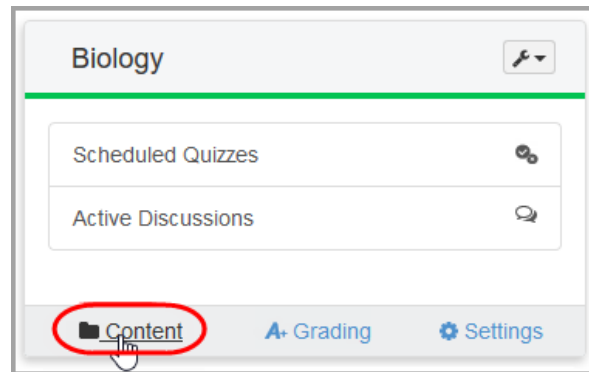 Biology
Scheduled Quizzes
Active Discussions
Content A+ Grading Settings